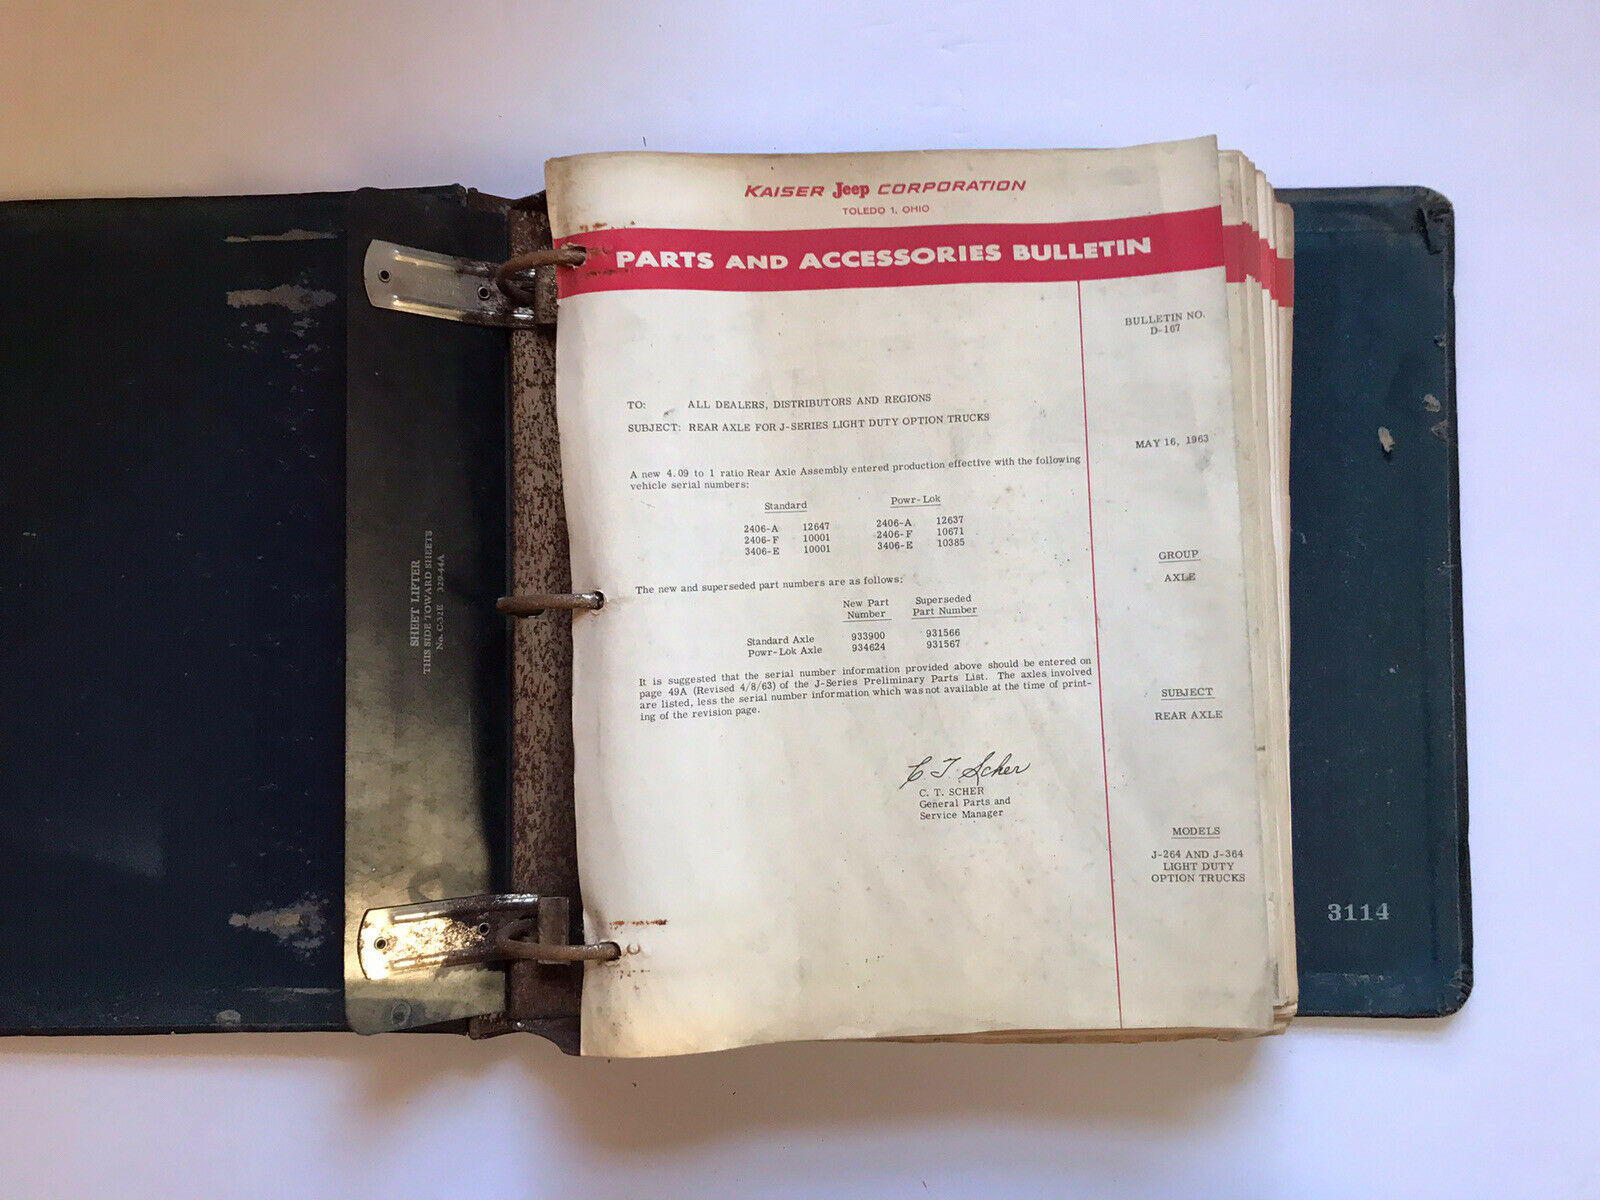 SHEET LIFTER
THIS SIDE TOWARD SHEETS
No. C-32E 329-44A
KAISER Jeep CORPORATION
TOLEDO 1, OHIO
PARTS AND ACCESSORIES BULLETIN
BULLETIN NO.
D-167
TO: ALL DEALERS, DISTRIBUTORS AND REGIONS
SUBJECT: REAR AXLE FOR J-SERIES LIGHT DUTY OPTION TRUCKS
MAY 16, 1963
A new 4.09 to 1 ratio Rear Axle Assembly entered production effective with the following
vehicle serial numbers:
Standard Powr-Lok
2406-A 12647 2406-A 12637
2406-F 10001 2406-F 10671
3406-E 10001 3406-E 10385
GROUP
AXLE
The new and superseded part numbers are as follows:
New Part Superseded
Number Part Number
Standard Axle 933900 931566
Powr-Lok Axle 934624 931567
It is suggested that the serial number information provided above should be entered on
page 49A (Revised 4/8/63) of the J-Series Preliminary Parts List. The axles involved
are listed, less the serial number information which was not available at the time of print-
ing of the revision page.
SUBJECT
REAR AXLE
C T Scher
C. T. SCHER
General Parts and
Service Manager
MODELS
J-264 AND J-364
LIGHT DUTY
OPTION TRUCKS
3114